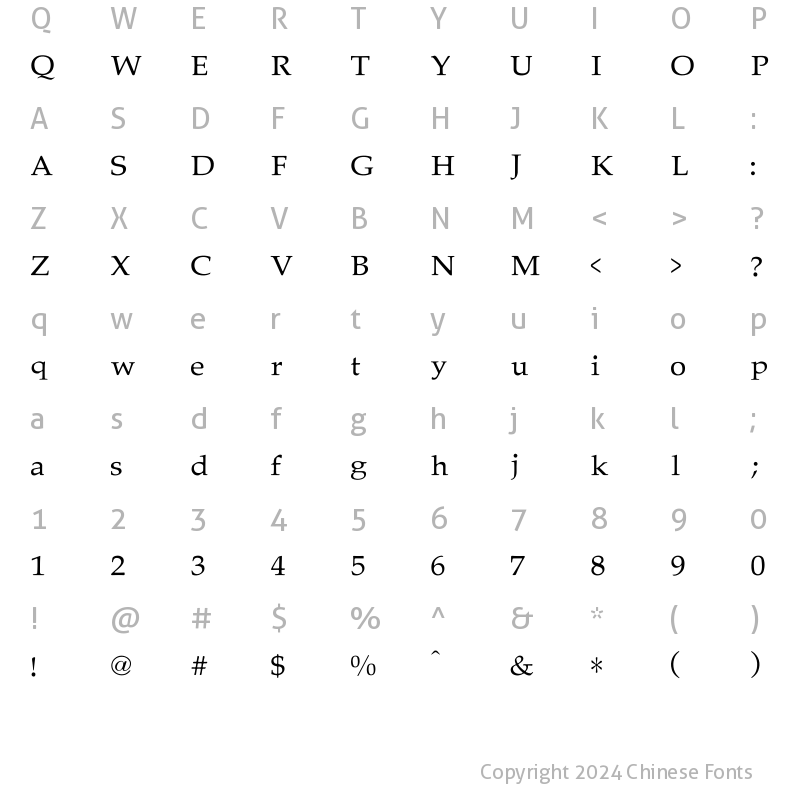 Q W E R T Y U I O P
Q W E R T Y U I O P
A S D F G H J K L :
A S D F G H J K L :
Z X C V B N M < > ?
Z X C V B N M < > ?
q w e r t y u i o p
q w e r t y u i o p
a s d f g h j k l ;
a s d f g h j k l ;
1 2 3 4 5 6 7 8 9 0
1 2 3 4 5 6 7 8 9 0
! @ # $ % ^ & * ( )
! @ # $ % ˆ & * ( )
Copyright 2024 Chinese Fonts